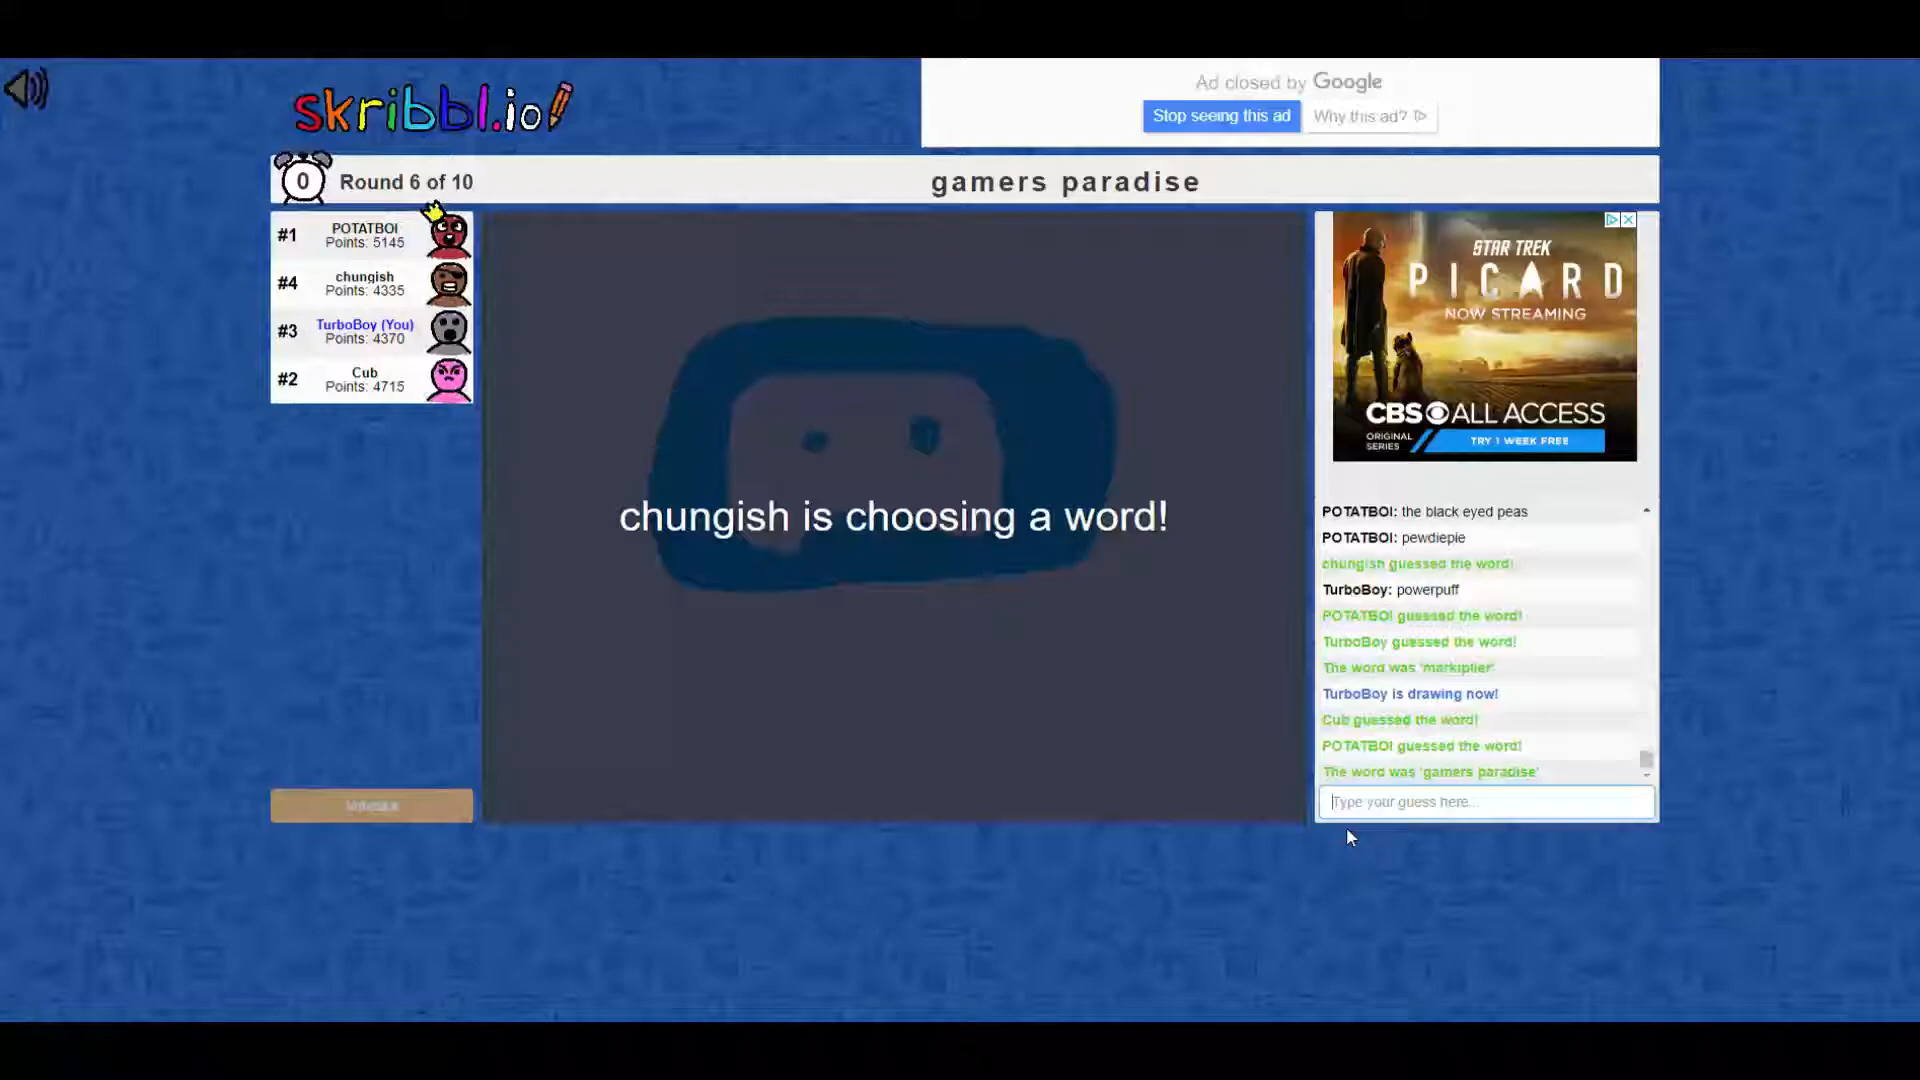 skribbl.io
Ad closed by Google
Stop seeing this ad
Why this ad?
0
Round 6 of 10
gamers paradise
#1
POTATBOI
Points: 5145
#4
chungish
Points: 4335
#3
TurboBoy (You)
Points: 4370
#2
Cub
Points: 4715
chungish is choosing a word!
STAR TREK
PICARD
NOW STREAMING
CBS ALL ACCESS
ORIGINAL SERIES
TRY 1 WEEK FREE
POTATBOI: the black eyed peas
POTATBOI: pewdiepie
chungish guessed the word!
TurboBoy: powerpuff
POTATBOI guessed the word!
TurboBoy guessed the word!
The word was 'markiplier'
TurboBoy is drawing now!
Cub guessed the word!
POTATBOI guessed the word!
The word was 'gamers paradise'
Type your guess here...